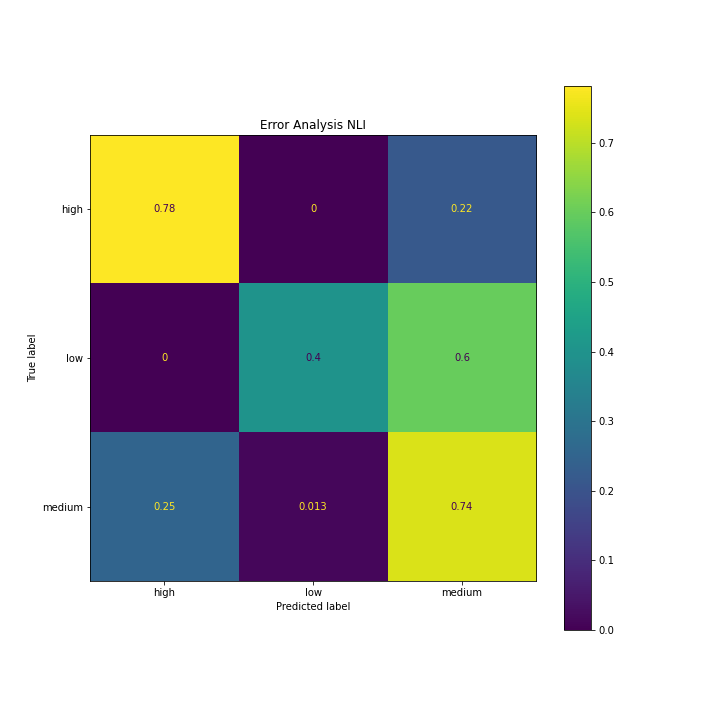 Error Analysis NLI
high
0.78
0
0.22
low
0
0.4
0.6
medium
0.25
0.013
0.74
high
low
medium
True label
Predicted label
0.7
0.6
0.5
0.4
0.3
0.2
0.1
0.0